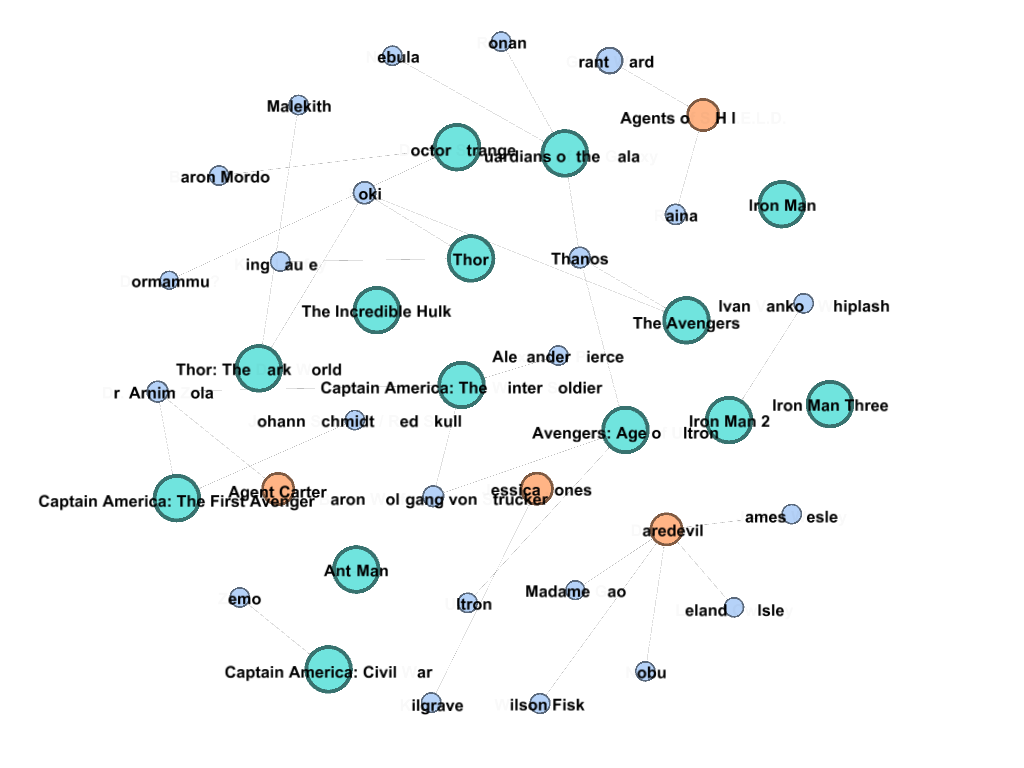 onan
ebula
rant ard
Malekith
Agents o H I
octor trange
uardians o the ala
aron Mordo
oki
Iron Man
aina
Thor
Thanos
ing au e
ormammu
Ivan anko hiplash
The Incredible Hulk
The Avengers
Ale ander ierce
Thor: The ark orld
Captain America: The inter oldier
r Arnim ola
Iron Man Three
ohann chmidt ed kull
Iron Man 2
Avengers: Age o ltron
Agent Carter
essica ones
Captain America: The First Avenger
aron ol gang von trucker
ames esle
aredevil
Ant Man
Madame ao
emo
ltron
eland lsle
Captain America: Civil ar
obu
ilgrave
ilson Fisk